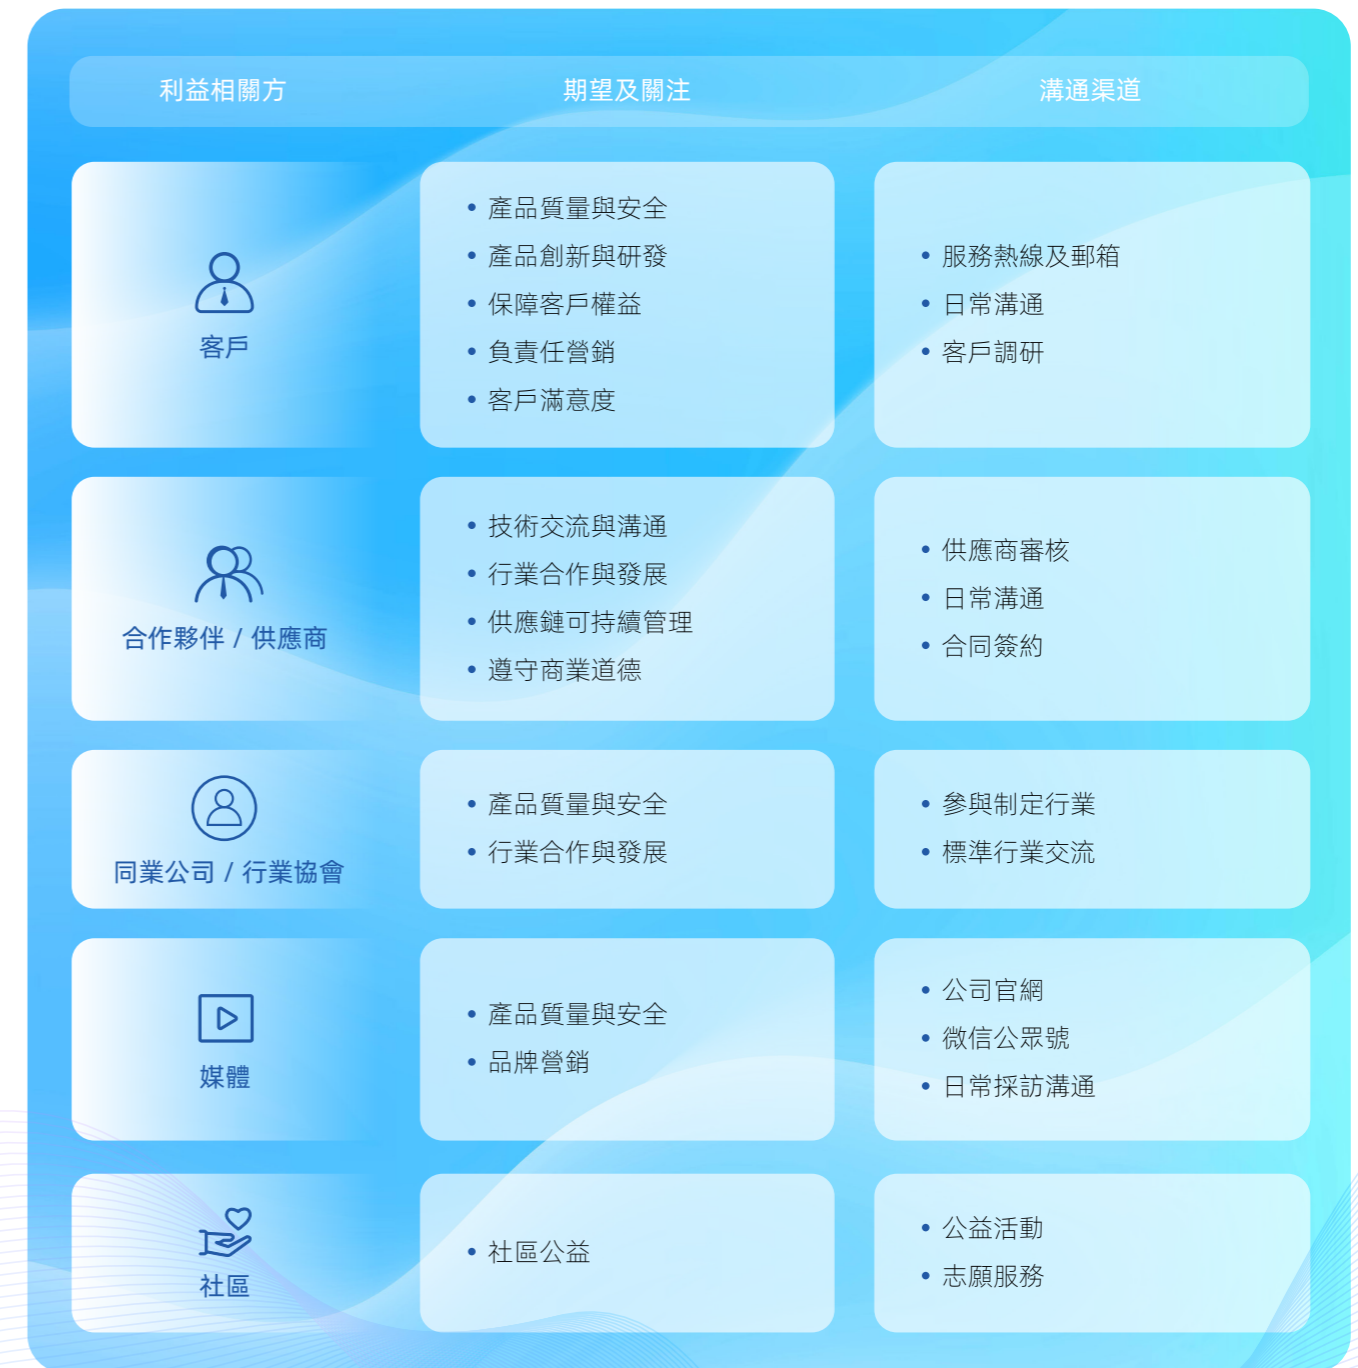 利益相關方 期望及關注 溝通渠道
客戶
• 產品質量與安全
• 產品創新與研發
• 保障客戶權益
• 負責任營銷
• 客戶滿意度
• 服務熱線及郵箱
• 日常溝通
• 客戶調研
合作夥伴 / 供應商
• 技術交流與溝通
• 行業合作與發展
• 供應鏈可持續管理
• 遵守商業道德
• 供應商審核
• 日常溝通
• 合同簽約
同業公司 / 行業協會
• 產品質量與安全
• 行業合作與發展
• 參與制定行業
• 標準行業交流
媒體
• 產品質量與安全
• 品牌營銷
• 公司官網
• 微信公眾號
• 日常採訪溝通
社區
• 社區公益
• 公益活動
• 志願服務